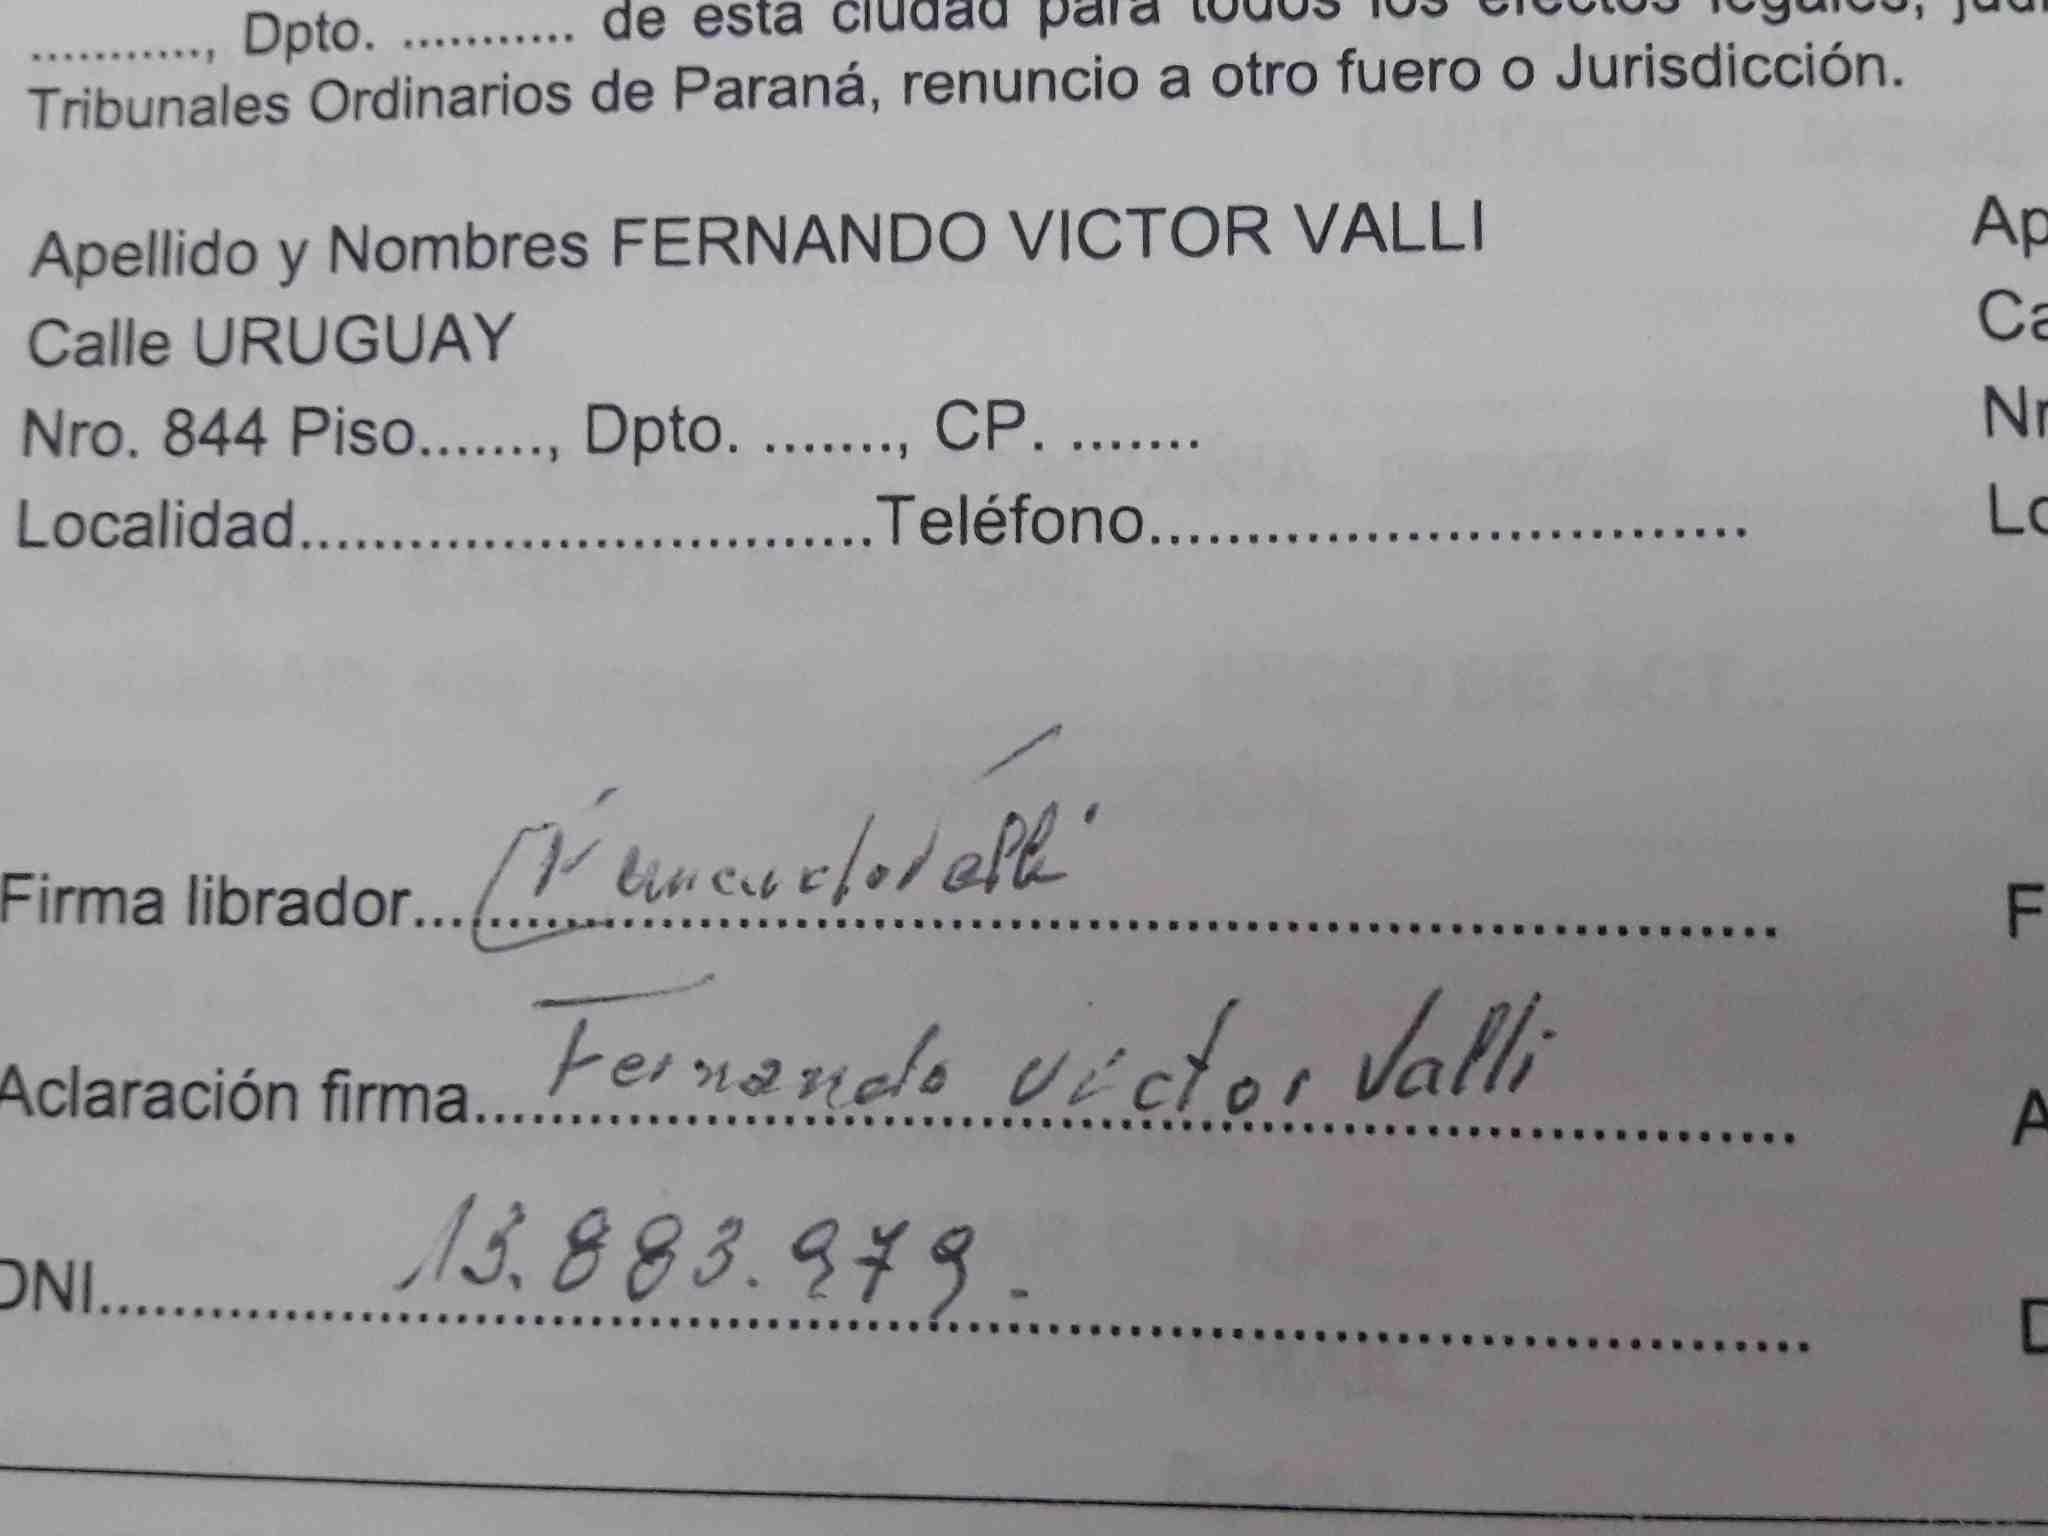 ..........., Dpto. ........... de esta ciudad para todos los efectos legales,
Tribunales Ordinarios de Paraná, renuncio a otro fuero o Jurisdicción.
Apellido y Nombres FERNANDO VICTOR VALLI
Calle URUGUAY
Nro. 844 Piso......., Dpto. ......., CP. .......
Localidad...............................Teléfono...............................
Firma librador...
Aclaración firma... Fernando Victor Valli
DNI... 13.883.979.